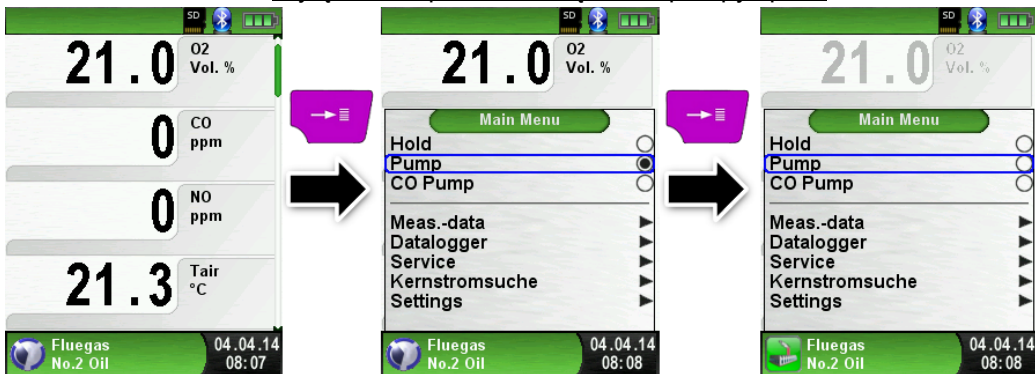 SD
21.0 O2 Vol. %
0 CO ppm
0 NO ppm
21.3 Tair °C
Fluegas
No.2 Oil
04.04.14
08:07
SD
21.0 O2 Vol. %
Main Menu
Hold
Pump
CO Pump
Meas.-data
Datalogger
Service
Kernstromsuche
Settings
Fluegas
No.2 Oil
04.04.14
08:08
SD
21.0 O2 Vol. %
Main Menu
Hold
Pump
CO Pump
Meas.-data
Datalogger
Service
Kernstromsuche
Settings
Fluegas
No.2 Oil
04.04.14
08:08